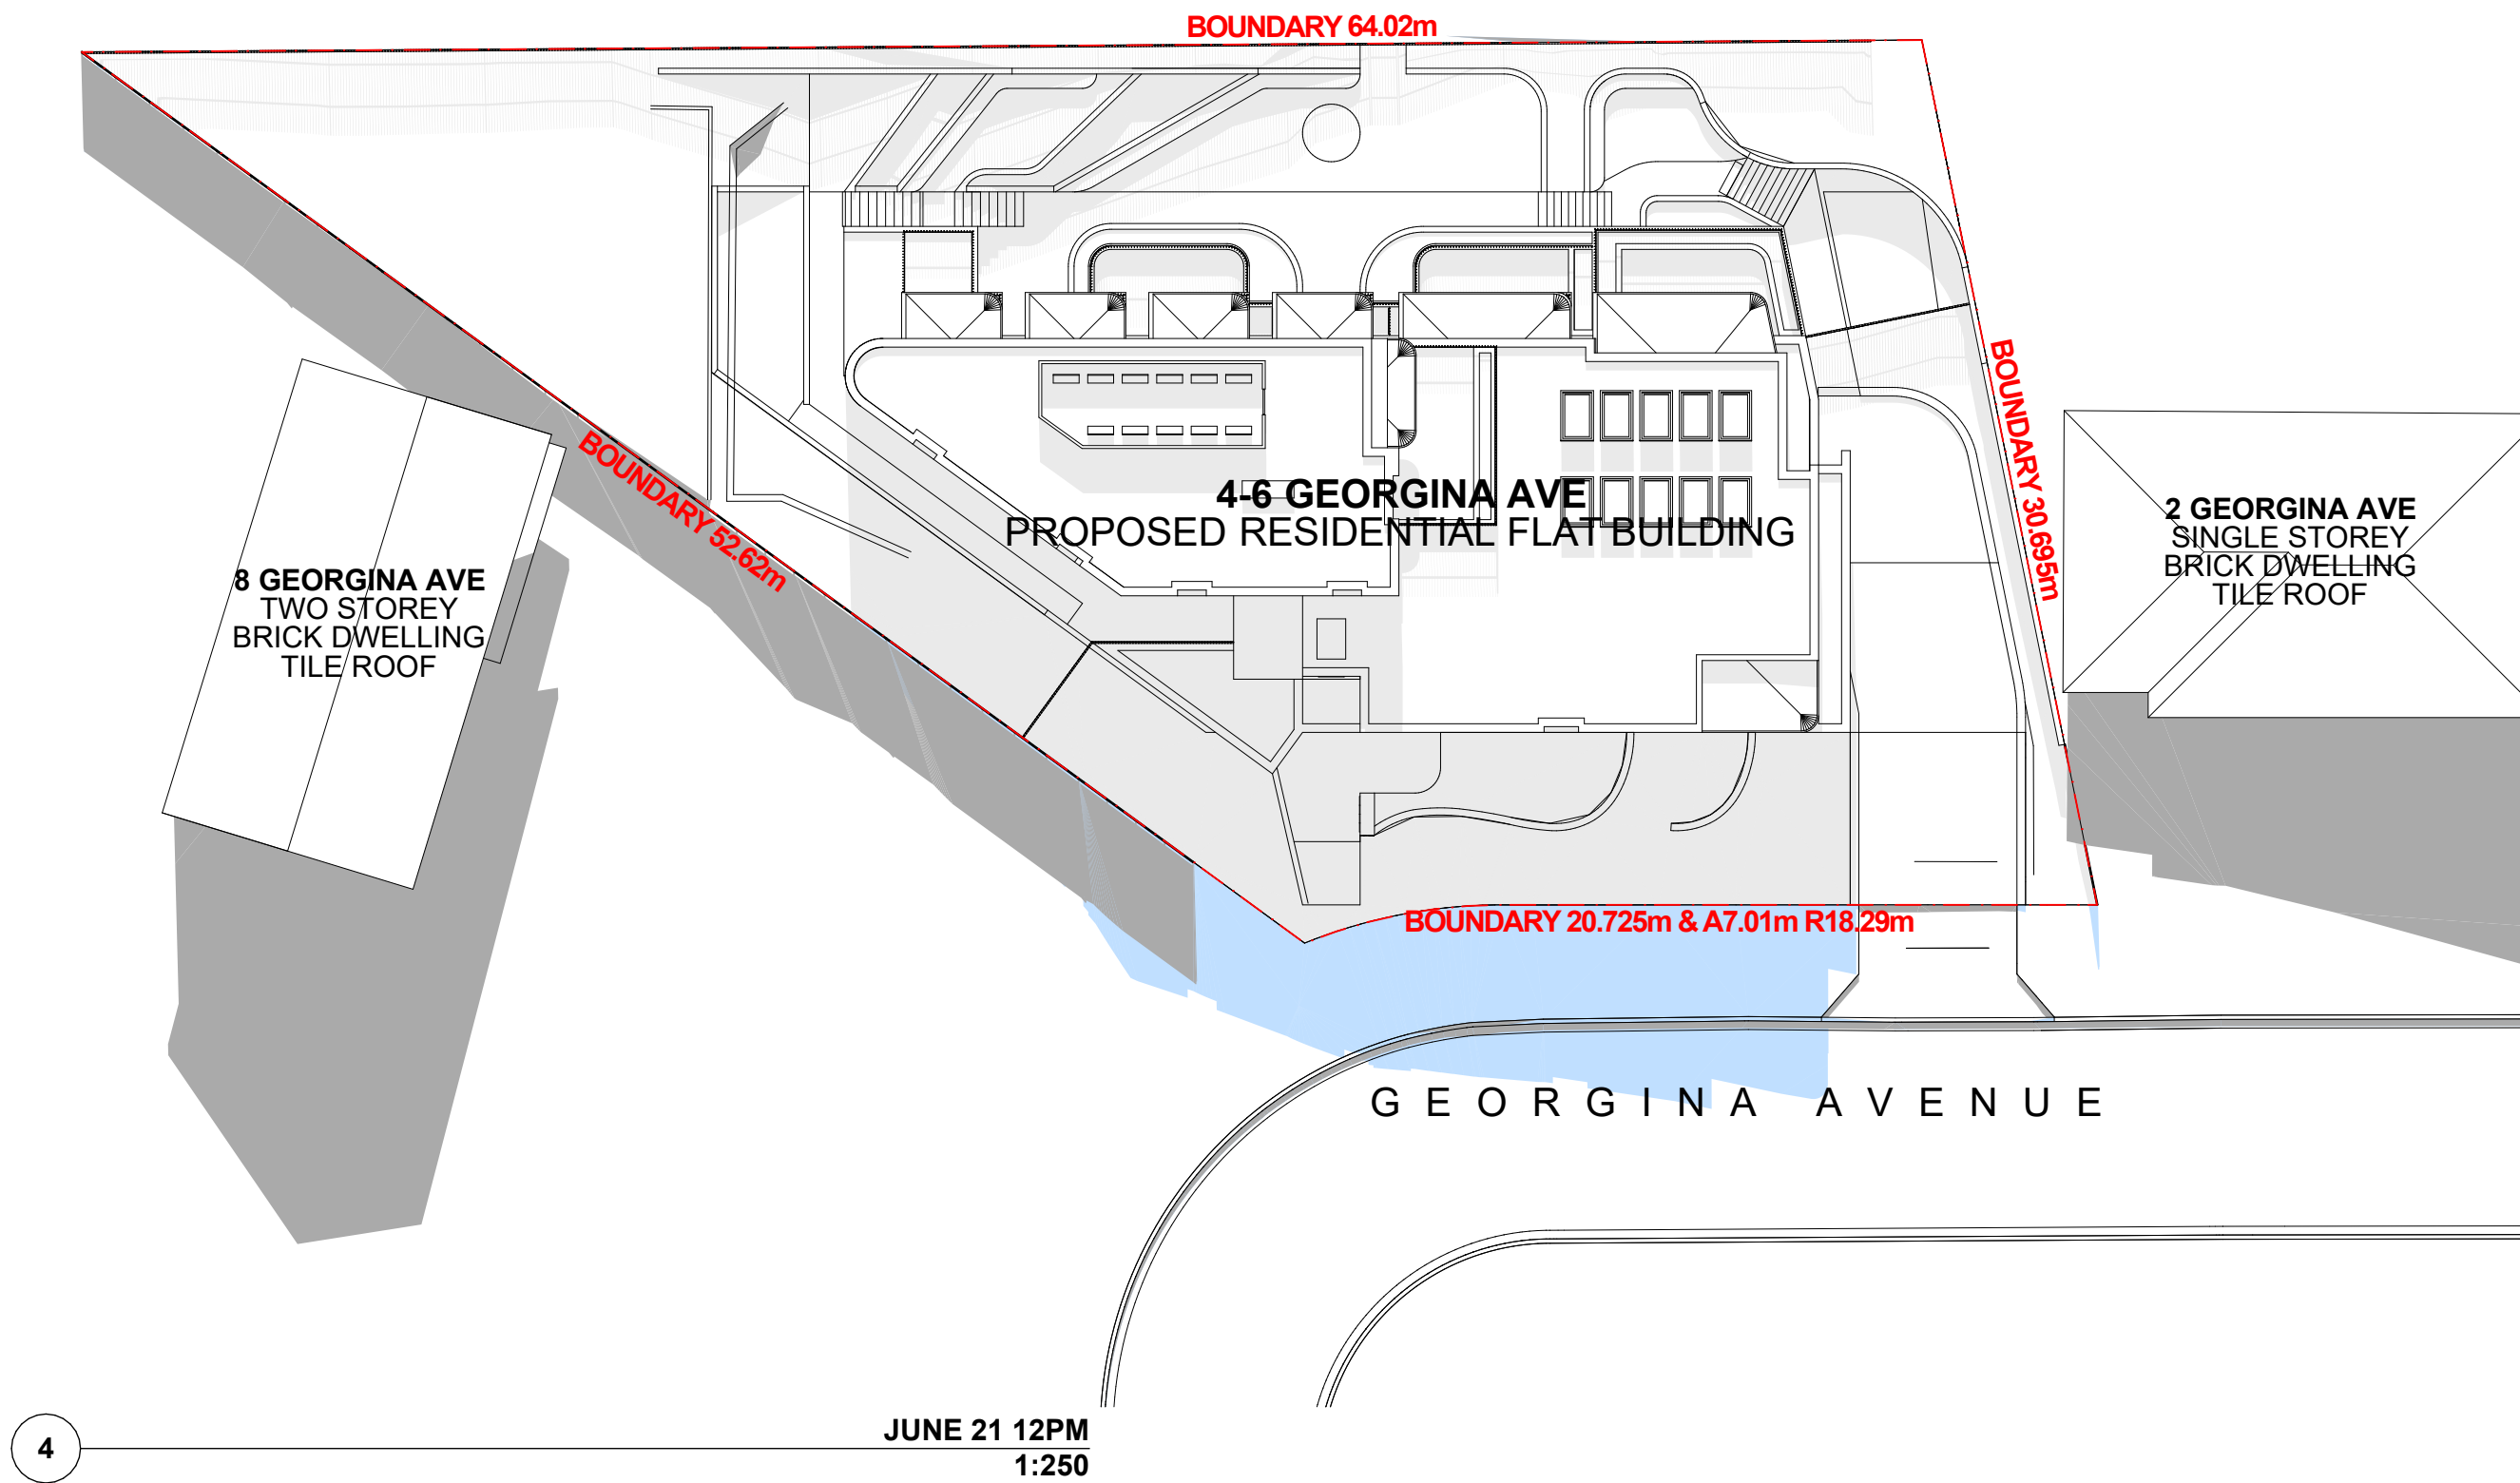 BOUNDARY 64.02m
BOUNDARY 30.695m
BOUNDARY 52.62m
4-6 GEORGINA AVE
PROPOSED RESIDENTIAL FLAT BUILDING
2 GEORGINA AVE
SINGLE STOREY
BRICK DWELLING
TILE ROOF
8 GEORGINA AVE
TWO STOREY
BRICK DWELLING
TILE ROOF
BOUNDARY 20.725m & A7.01m R18.29m
GEORGINA AVENUE
4
JUNE 21 12PM
1:250